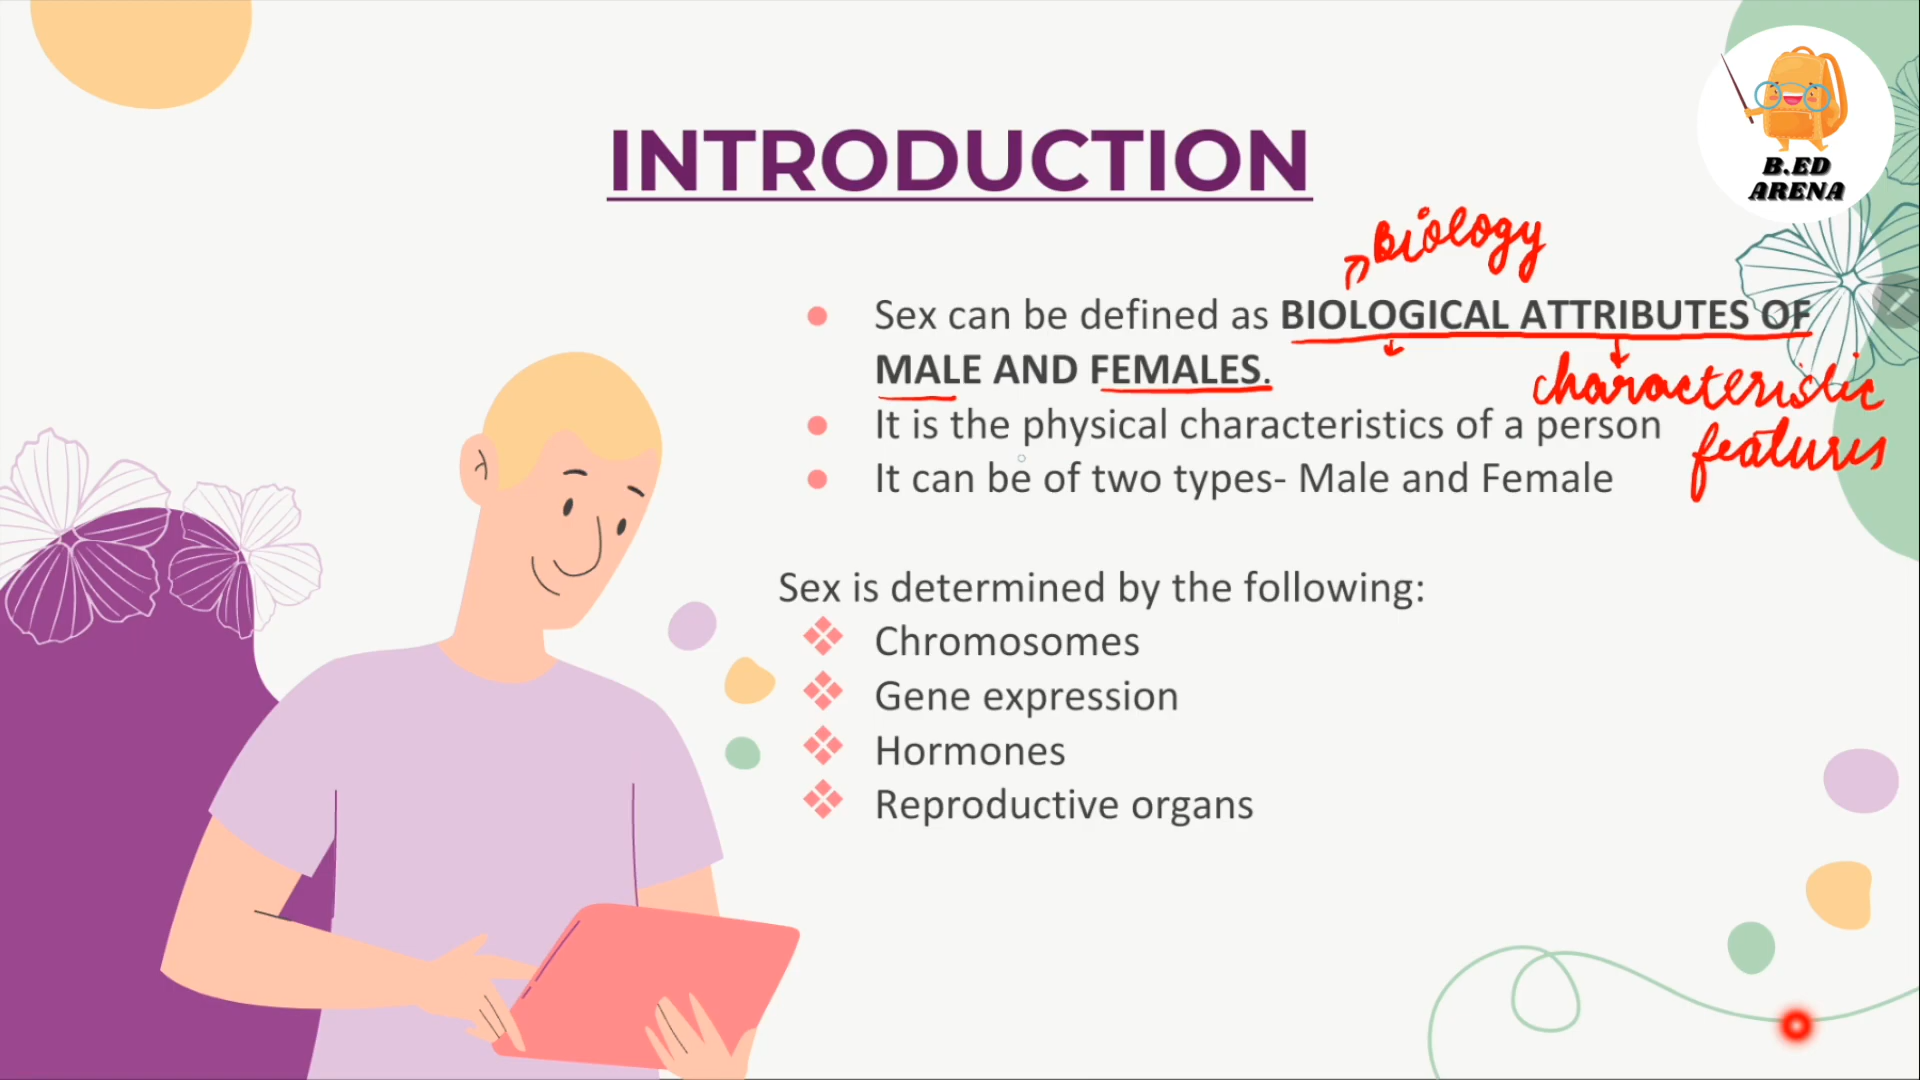 B.ED
ARENA
INTRODUCTION
Biology
Sex can be defined as BIOLOGICAL ATTRIBUTES OF
MALE AND FEMALES.
characteristic
features
It is the physical characteristics of a person
It can be of two types- Male and Female
Sex is determined by the following:
Chromosomes
Gene expression
Hormones
Reproductive organs